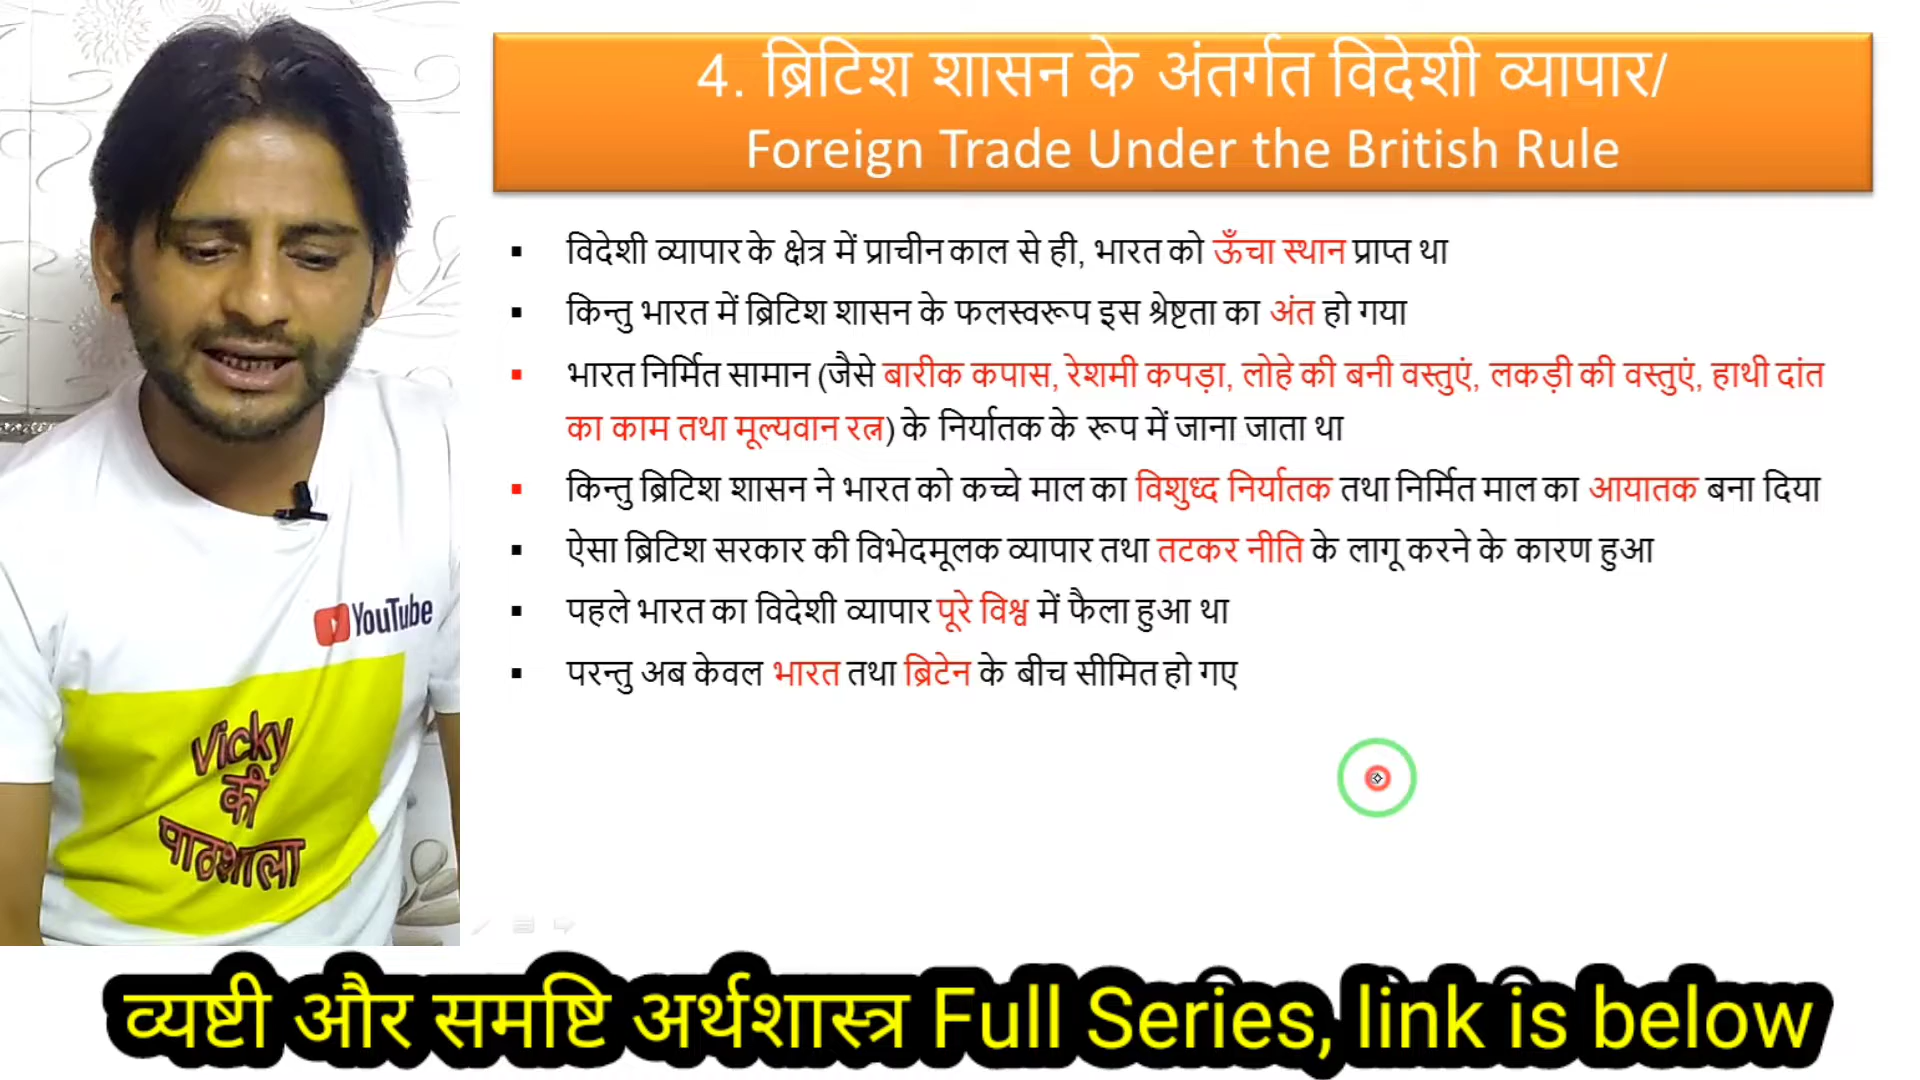 4. ब्रिटिश शासन के अंतर्गत विदेशी व्यापार/
Foreign Trade Under the British Rule
▪ विदेशी व्यापार के क्षेत्र में प्राचीन काल से ही, भारत को ऊँचा स्थान प्राप्त था
▪ किन्तु भारत में ब्रिटिश शासन के फलस्वरूप इस श्रेष्टता का अंत हो गया
▪ भारत निर्मित सामान (जैसे बारीक कपास, रेशमी कपड़ा, लोहे की बनी वस्तुएं, लकड़ी की वस्तुएं, हाथी दांत
का काम तथा मूल्यवान रत्न) के निर्यातक के रूप में जाना जाता था
▪ किन्तु ब्रिटिश शासन ने भारत को कच्चे माल का विशुध्द निर्यातक तथा निर्मित माल का आयातक बना दिया
▪ ऐसा ब्रिटिश सरकार की विभेदमूलक व्यापार तथा तटकर नीति के लागू करने के कारण हुआ
▪ पहले भारत का विदेशी व्यापार पूरे विश्व में फैला हुआ था
▪ परन्तु अब केवल भारत तथा ब्रिटेन के बीच सीमित हो गए
YouTube
Vicky
की
पाठशाला
व्यष्टी और समष्टि अर्थशास्त्र Full Series, link is below